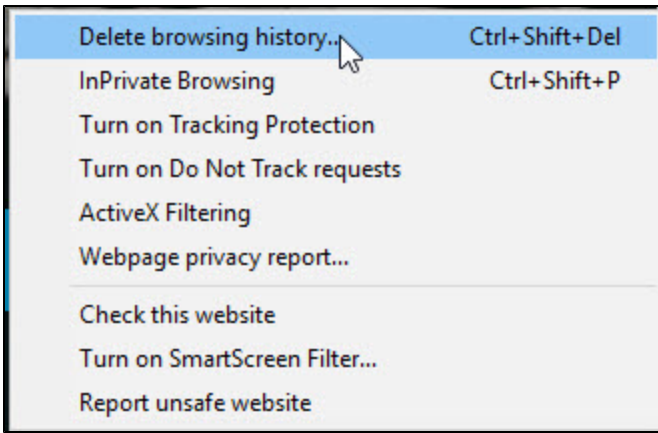 Delete browsing history... Ctrl+Shift+Del
InPrivate Browsing Ctrl+Shift+P
Turn on Tracking Protection
Turn on Do Not Track requests
ActiveX Filtering
Webpage privacy report...
Check this website
Turn on SmartScreen Filter...
Report unsafe website